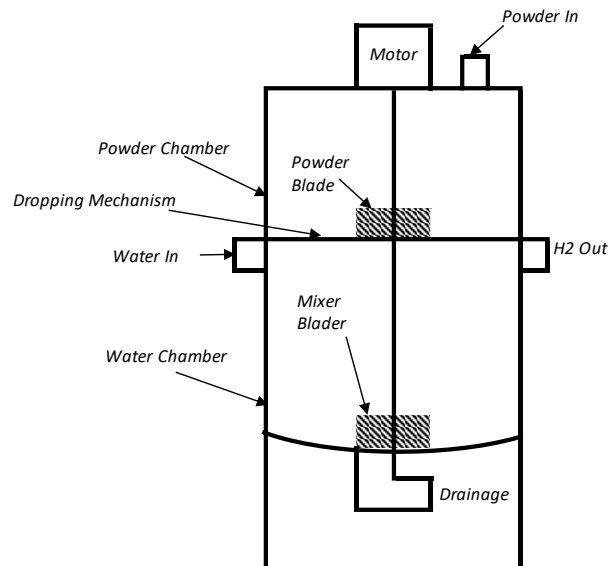 Powder In
Motor
Powder Chamber
Powder
Blade
Dropping Mechanism
Water In
H2 Out
Mixer
Blader
Water Chamber
Drainage